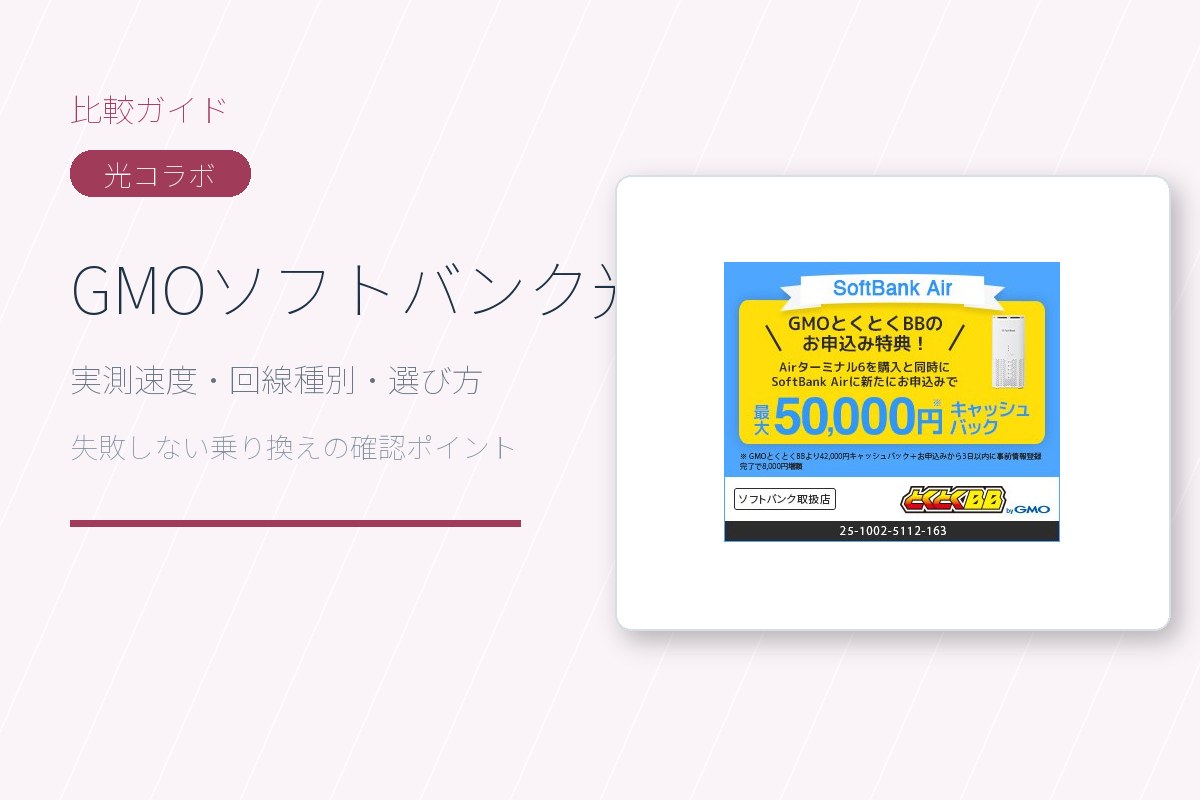 比較ガイド
光コラボ
GMOソフトバンク
実測速度・回線種別・選び方
失敗しない乗り換えの確認ポイント
SoftBank Air
GMOとくとくBBの
お申込み特典！
Airターミナル6を購入と同時に
SoftBank Airに新たにお申込みで
最大50,000円※キャッシュバック
※ GMOとくとくBBより42,000円キャッシュバック＋お申込みから3日以内に事前情報登録
完了で8,000円増額
ソフトバンク取扱店
とくとくBB by GMO
25-1002-5112-163